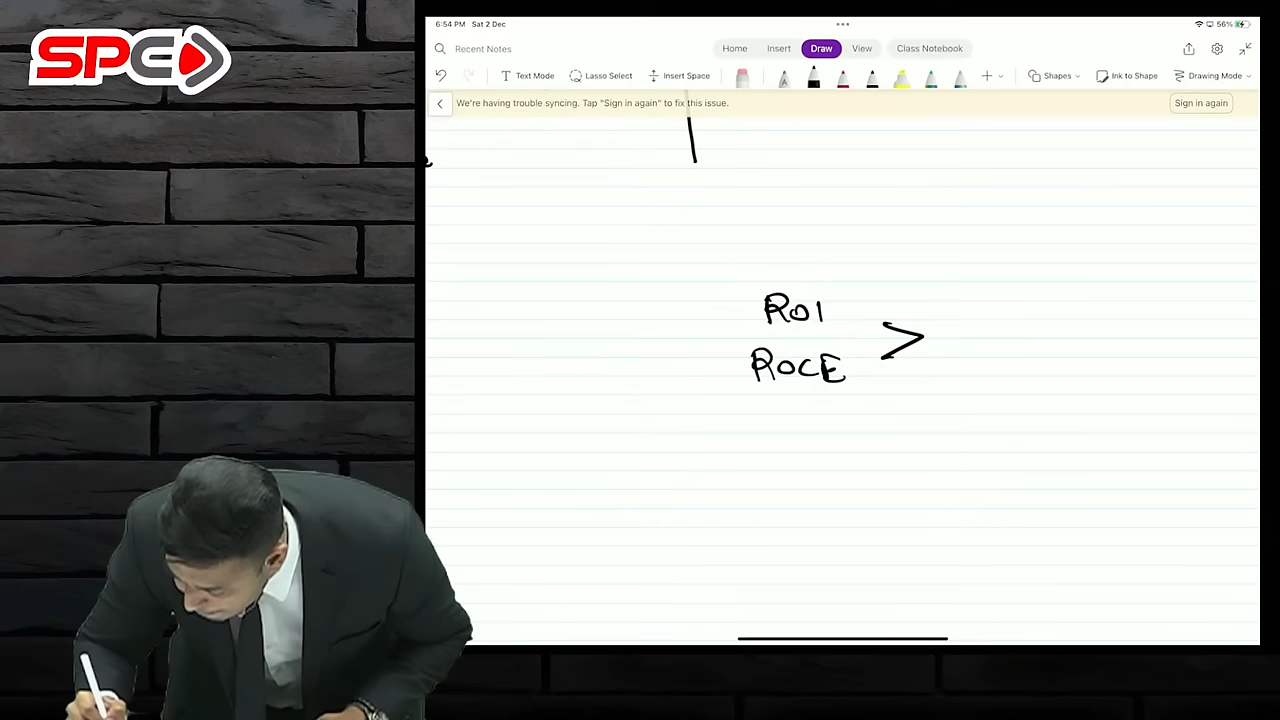 SPC
6:54 PM Sat 2 Dec
56%
Recent Notes
Home Insert Draw View Class Notebook
Text Mode Lasso Select Insert Space Shapes Ink to Shape Drawing Mode
We're having trouble syncing. Tap "Sign in again" to fix this issue. Sign in again
ROI
ROCE >